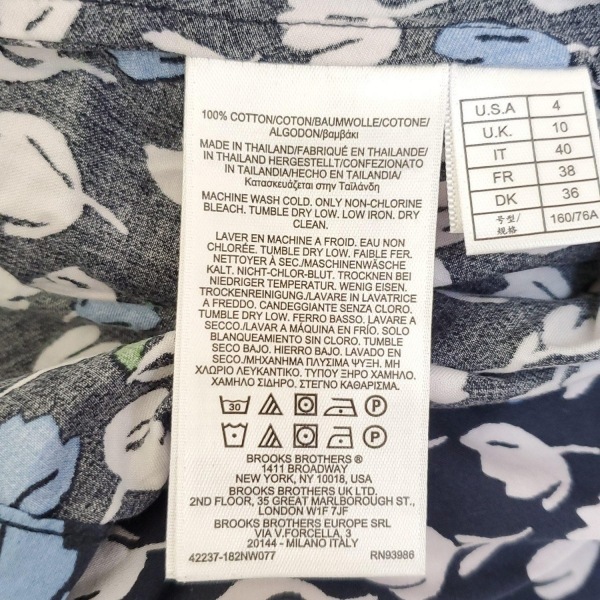 100% COTTON/COTON/BAUMWOLLE/COTONE/
ALGODON/βαμβάκι
MADE IN THAILAND/FABRIQUÉ EN THAILANDE/
IN THAILAND HERGESTELLT/CONFEZIONATO
IN TAILANDIA/HECHO EN TAILANDIA/
Κατασκευάζεται στην Ταϊλάνδη
MACHINE WASH COLD. ONLY NON-CHLORINE
BLEACH. TUMBLE DRY LOW. LOW IRON. DRY
CLEAN.
LAVER EN MACHINE A FROID. EAU NON
CHLORÉE. TUMBLE DRY LOW. FAIBLE FER.
NETTOYER À SEC./MASCHINENWÄSCHE
KALT. NICHT-CHLOR-BLUT. TROCKNEN BEI
NIEDRIGER TEMPERATUR. WENIG EISEN.
TROCKENREINIGUNG/LAVARE IN LAVATRICE
A FREDDO. CANDEGGIANTE SENZA CLORO.
TUMBLE DRY LOW. FERRO BASSO. LAVARE A
SECCO./LAVAR A MÁQUINA EN FRÍO. SOLO
BLANQUEAMIENTO SIN CLORO. TUMBLE DRY LOW.
SECO BAJO. HIERRO BAJO. LAVADO EN
SECO./ΜΗΧΑΝΗΜΑ ΠΛΥΣΙΜΟ ΨΥΞΗ. ΜΗ
ΧΛΩΡΙΟ ΛΕΥΚΑΝΤΙΚΟ. ΤΥΠΟΥ ΞΗΡΟ ΧΑΜΗΛΟ.
ΧΑΜΗΛΟ ΣΙΔΗΡΟ. ΣΤΕΓΝΟ ΚΑΘΑΡΙΣΜΑ.
30 P
P
BROOKS BROTHERS ®
1411 BROADWAY
NEW YORK, NY 10018, USA
BROOKS BROTHERS UK LTD.
2ND FLOOR, 35 GREAT MARLBOROUGH ST.,
LONDON W1F 7JF
BROOKS BROTHERS EUROPE SRL
VIA V.FORCELLA, 3
20144 - MILANO ITALY
42237-182NW077 RN93986
U.S.A 4
U.K. 10
IT 40
FR 38
DK 36
号型/规格 160/76A